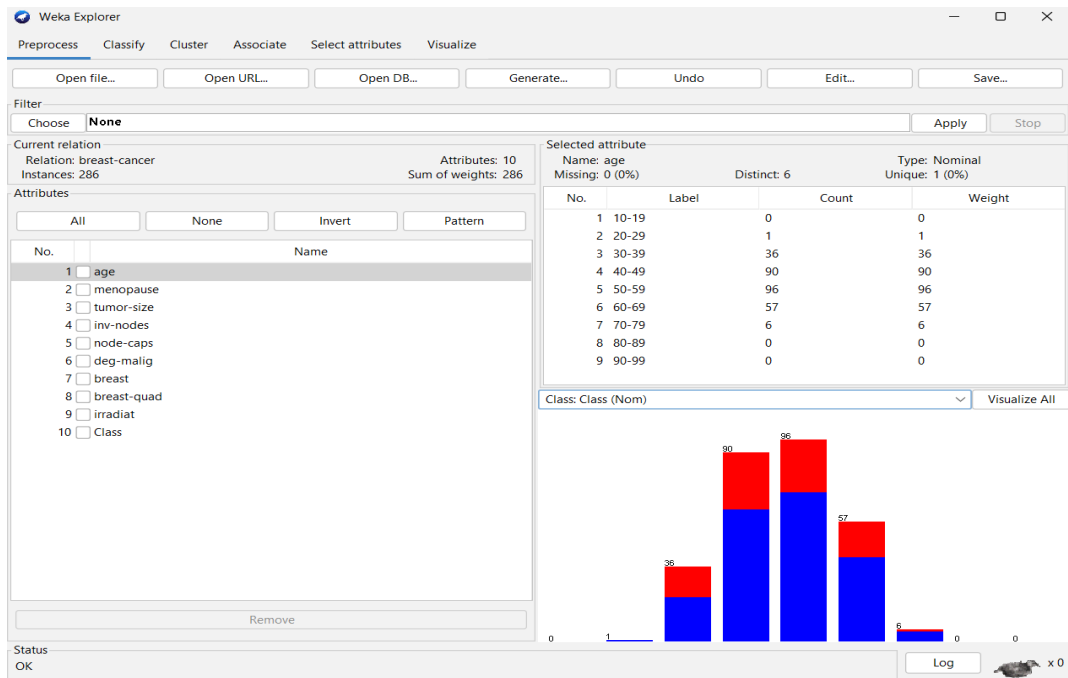 Weka Explorer
Preprocess Classify Cluster Associate Select attributes Visualize
Open file... Open URL... Open DB... Generate... Undo Edit... Save...
Filter
Choose None Apply Stop
Current relation
Relation: breast-cancer Attributes: 10
Instances: 286 Sum of weights: 286
Attributes
All None Invert Pattern
No. Name
1 age
2 menopause
3 tumor-size
4 inv-nodes
5 node-caps
6 deg-malig
7 breast
8 breast-quad
9 irradiat
10 Class
Remove
Selected attribute
Name: age Type: Nominal
Missing: 0 (0%) Distinct: 6 Unique: 1 (0%)
No. Label Count Weight
1 10-19 0 0
2 20-29 1 1
3 30-39 36 36
4 40-49 90 90
5 50-59 96 96
6 60-69 57 57
7 70-79 6 6
8 80-89 0 0
9 90-99 0 0
Class: Class (Nom) Visualize All
0 1 36 90 96 57 6 0 0
Status
OK
Log x 0